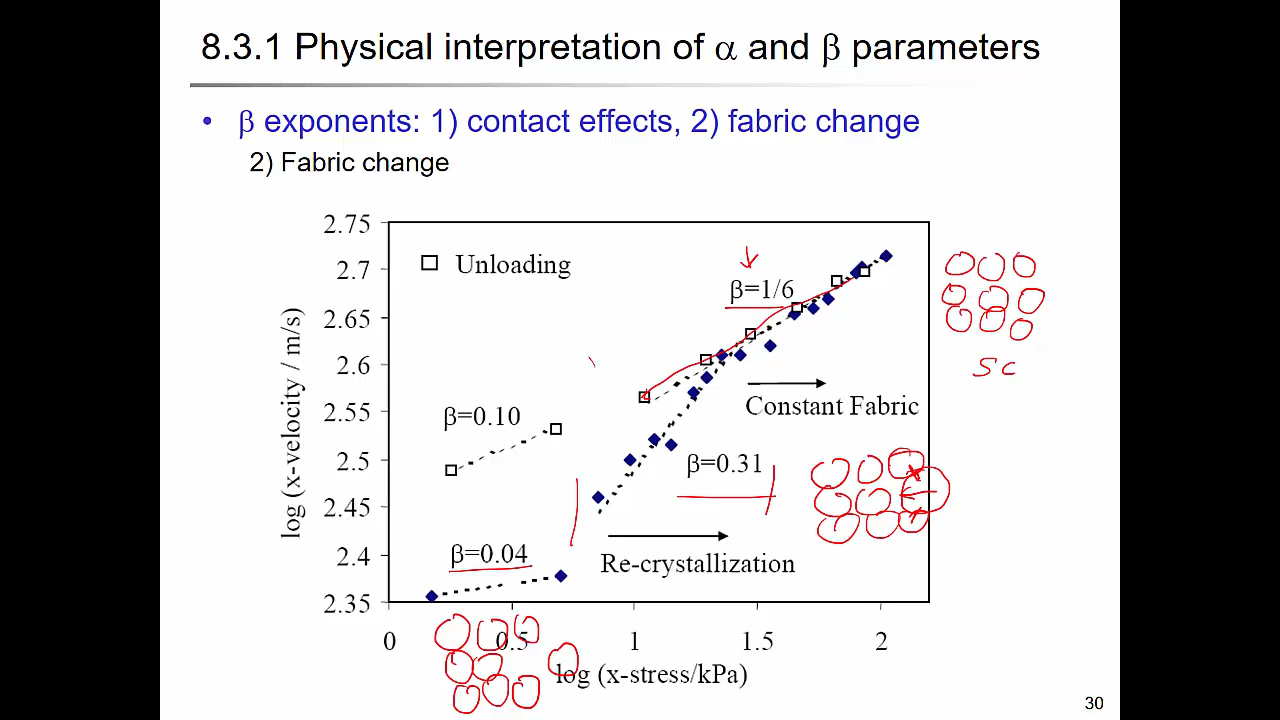 8.3.1 Physical interpretation of α and β parameters
• β exponents: 1) contact effects, 2) fabric change
2) Fabric change
2.75
2.7
2.65
2.6
2.55
2.5
2.45
2.4
2.35
log (x-velocity / m/s)
Unloading
β=1/6
Constant Fabric
β=0.10
β=0.31
β=0.04
Re-crystallization
SC
0 0.5 1 1.5 2
log (x-stress/kPa)
30